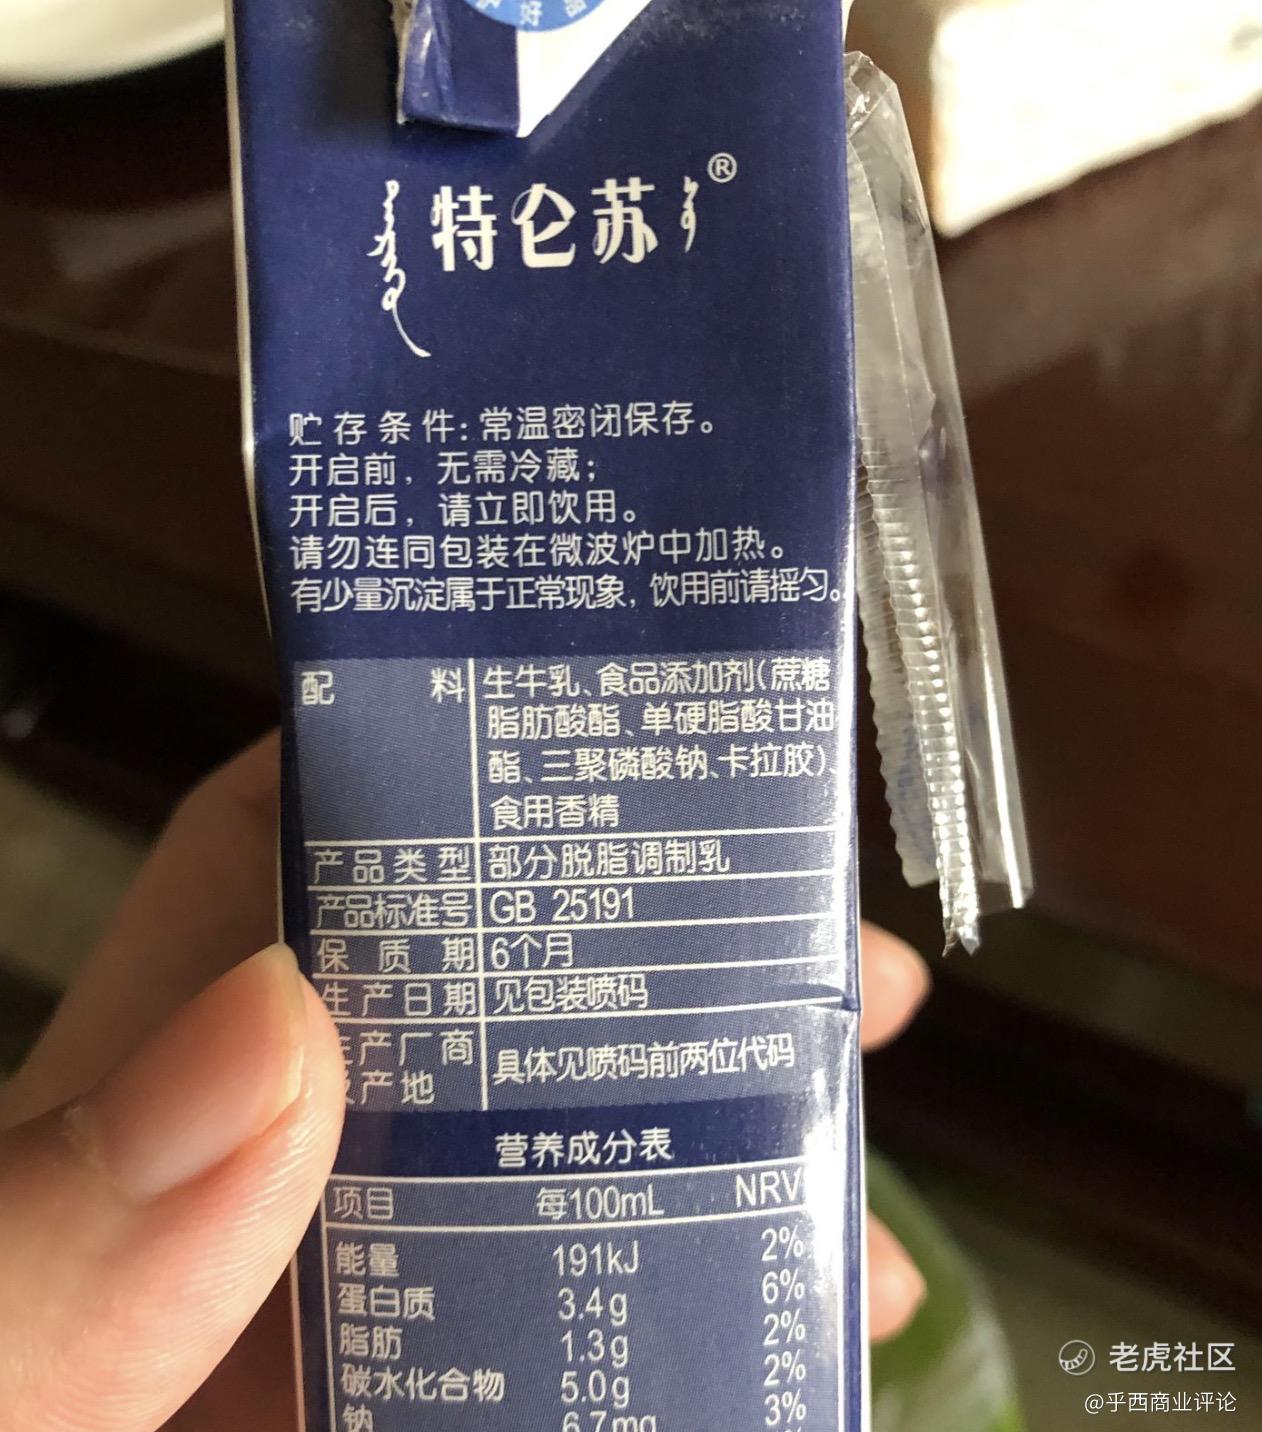 好 品
特仑苏®
贮存条件:常温密闭保存。
开启前，无需冷藏；
开启后，请立即饮用。
请勿连同包装在微波炉中加热。
有少量沉淀属于正常现象，饮用前请摇匀。
配料 生牛乳、食品添加剂(蔗糖
脂肪酸酯、单硬脂酸甘油
酯、三聚磷酸钠、卡拉胶)、
食用香精
产品类型 部分脱脂调制乳
产品标准号 GB 25191
保质期 6个月
生产日期 见包装喷码
生产厂商
及产地 具体见喷码前两位代码
营养成分表
项目 每100mL NRV
能量 191kJ 2%
蛋白质 3.4g 6%
脂肪 1.3g 2%
碳水化合物 5.0g 2%
钠 3%
老虎社区
@乎西商业评论